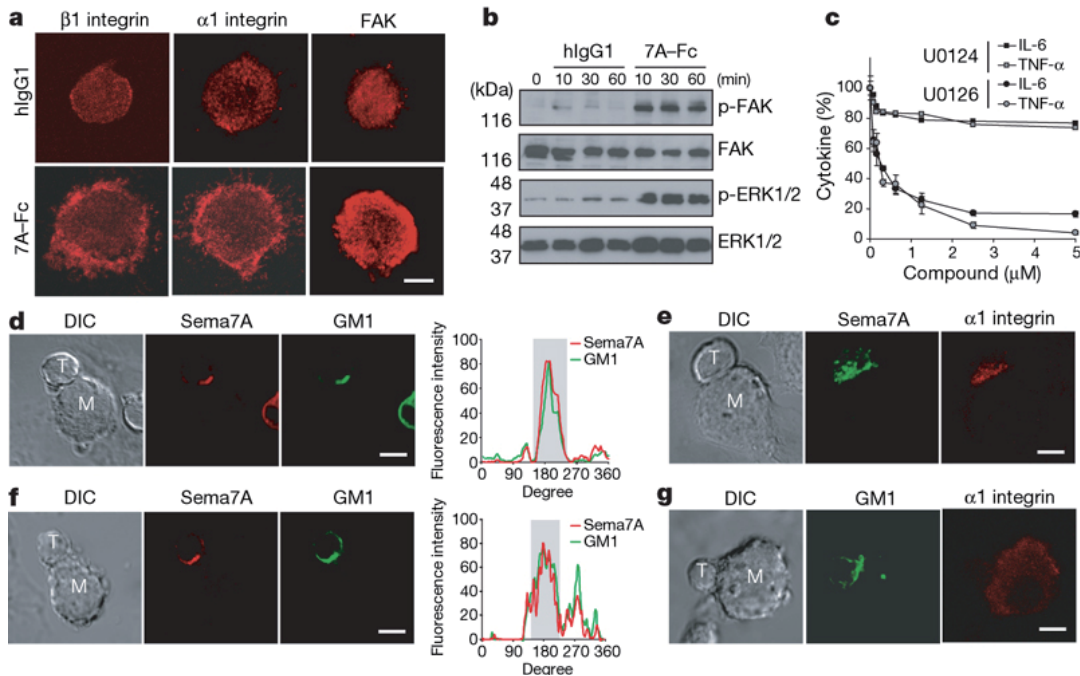 a
β1 integrin α1 integrin FAK
hIgG1
7A–Fc
b
hIgG1 7A–Fc
0 10 30 60 10 30 60 (min)
(kDa)
116 p-FAK
116 FAK
48
37 p-ERK1/2
48
37 ERK1/2
c
U0124 IL-6
TNF-α
U0126 IL-6
TNF-α
Cytokine (%)
100
80
60
40
20
0
0 1 2 3 4 5
Compound (μM)
d
DIC Sema7A GM1
T
M
Fluorescence intensity
100
80
60
40
20
0
Sema7A
GM1
0 90 180 270 360
Degree
e
DIC Sema7A α1 integrin
T
M
f
DIC Sema7A GM1
T
M
Fluorescence intensity
100
80
60
40
20
0
Sema7A
GM1
0 90 180 270 360
Degree
g
DIC GM1 α1 integrin
T
M